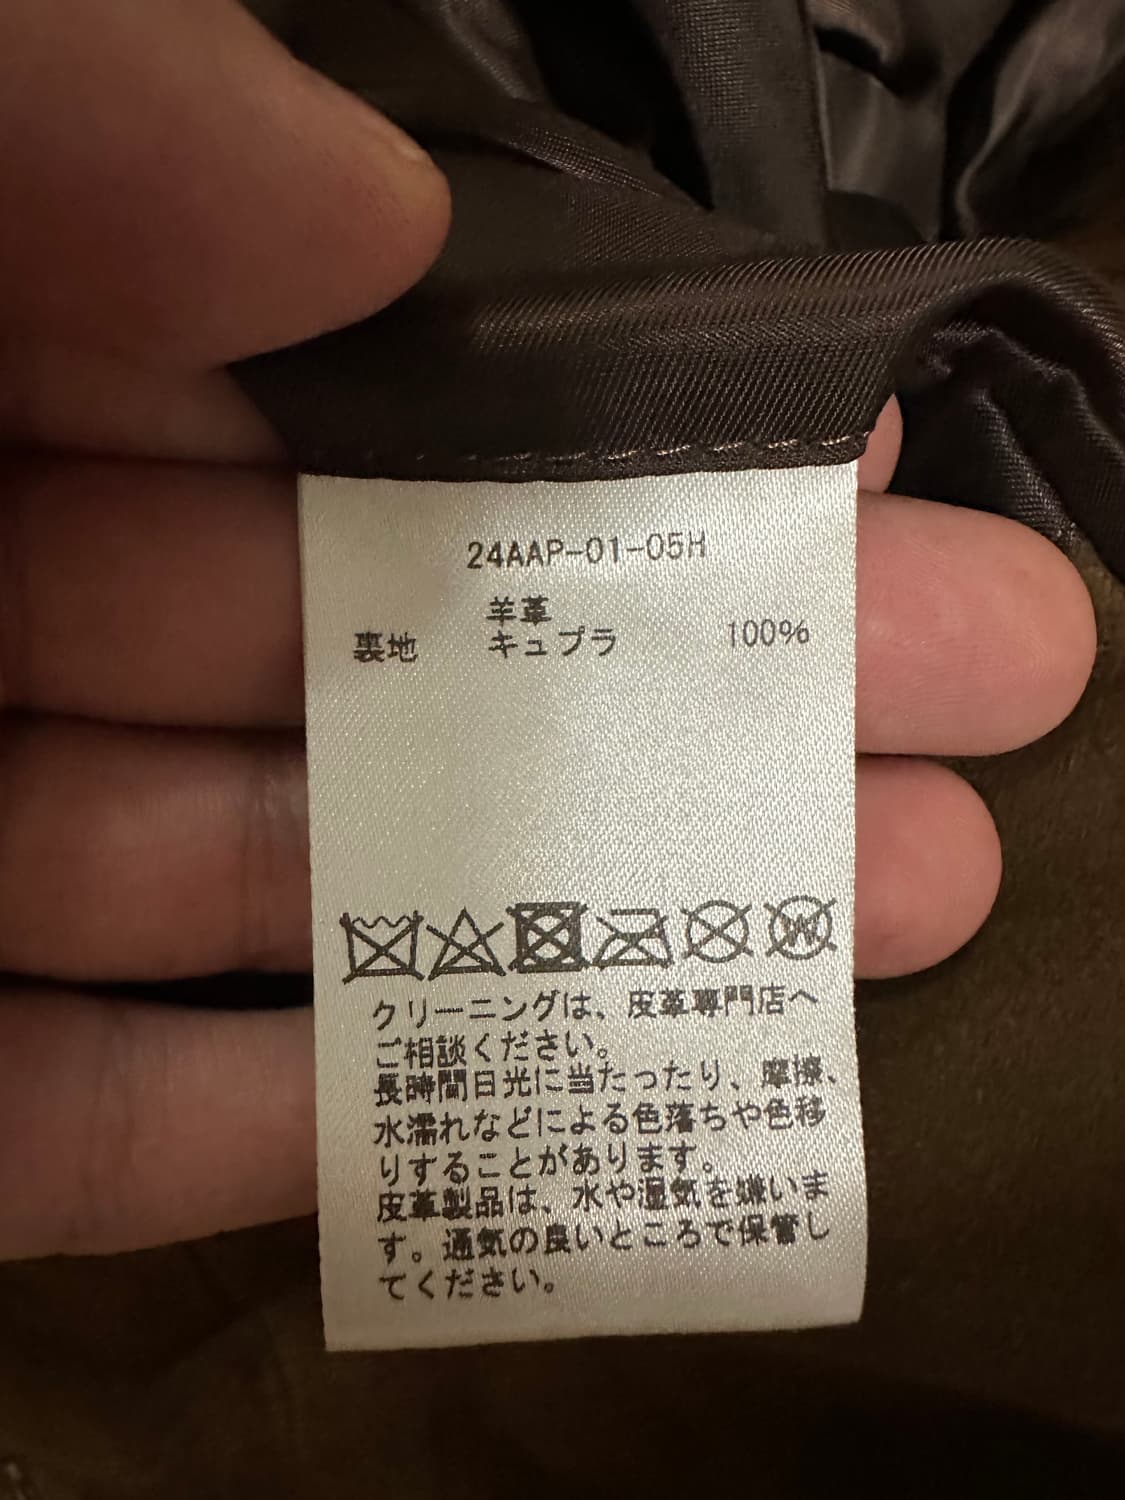 24AAP-01-05H
羊革
裏地 キュプラ 100%
クリーニングは、皮革専門店へ
ご相談ください。
長時間日光に当たったり、摩擦、
水濡れなどによる色落ちや色移
りすることがあります。
皮革製品は、水や湿気を嫌いま
す。通気の良いところで保管し
てください。